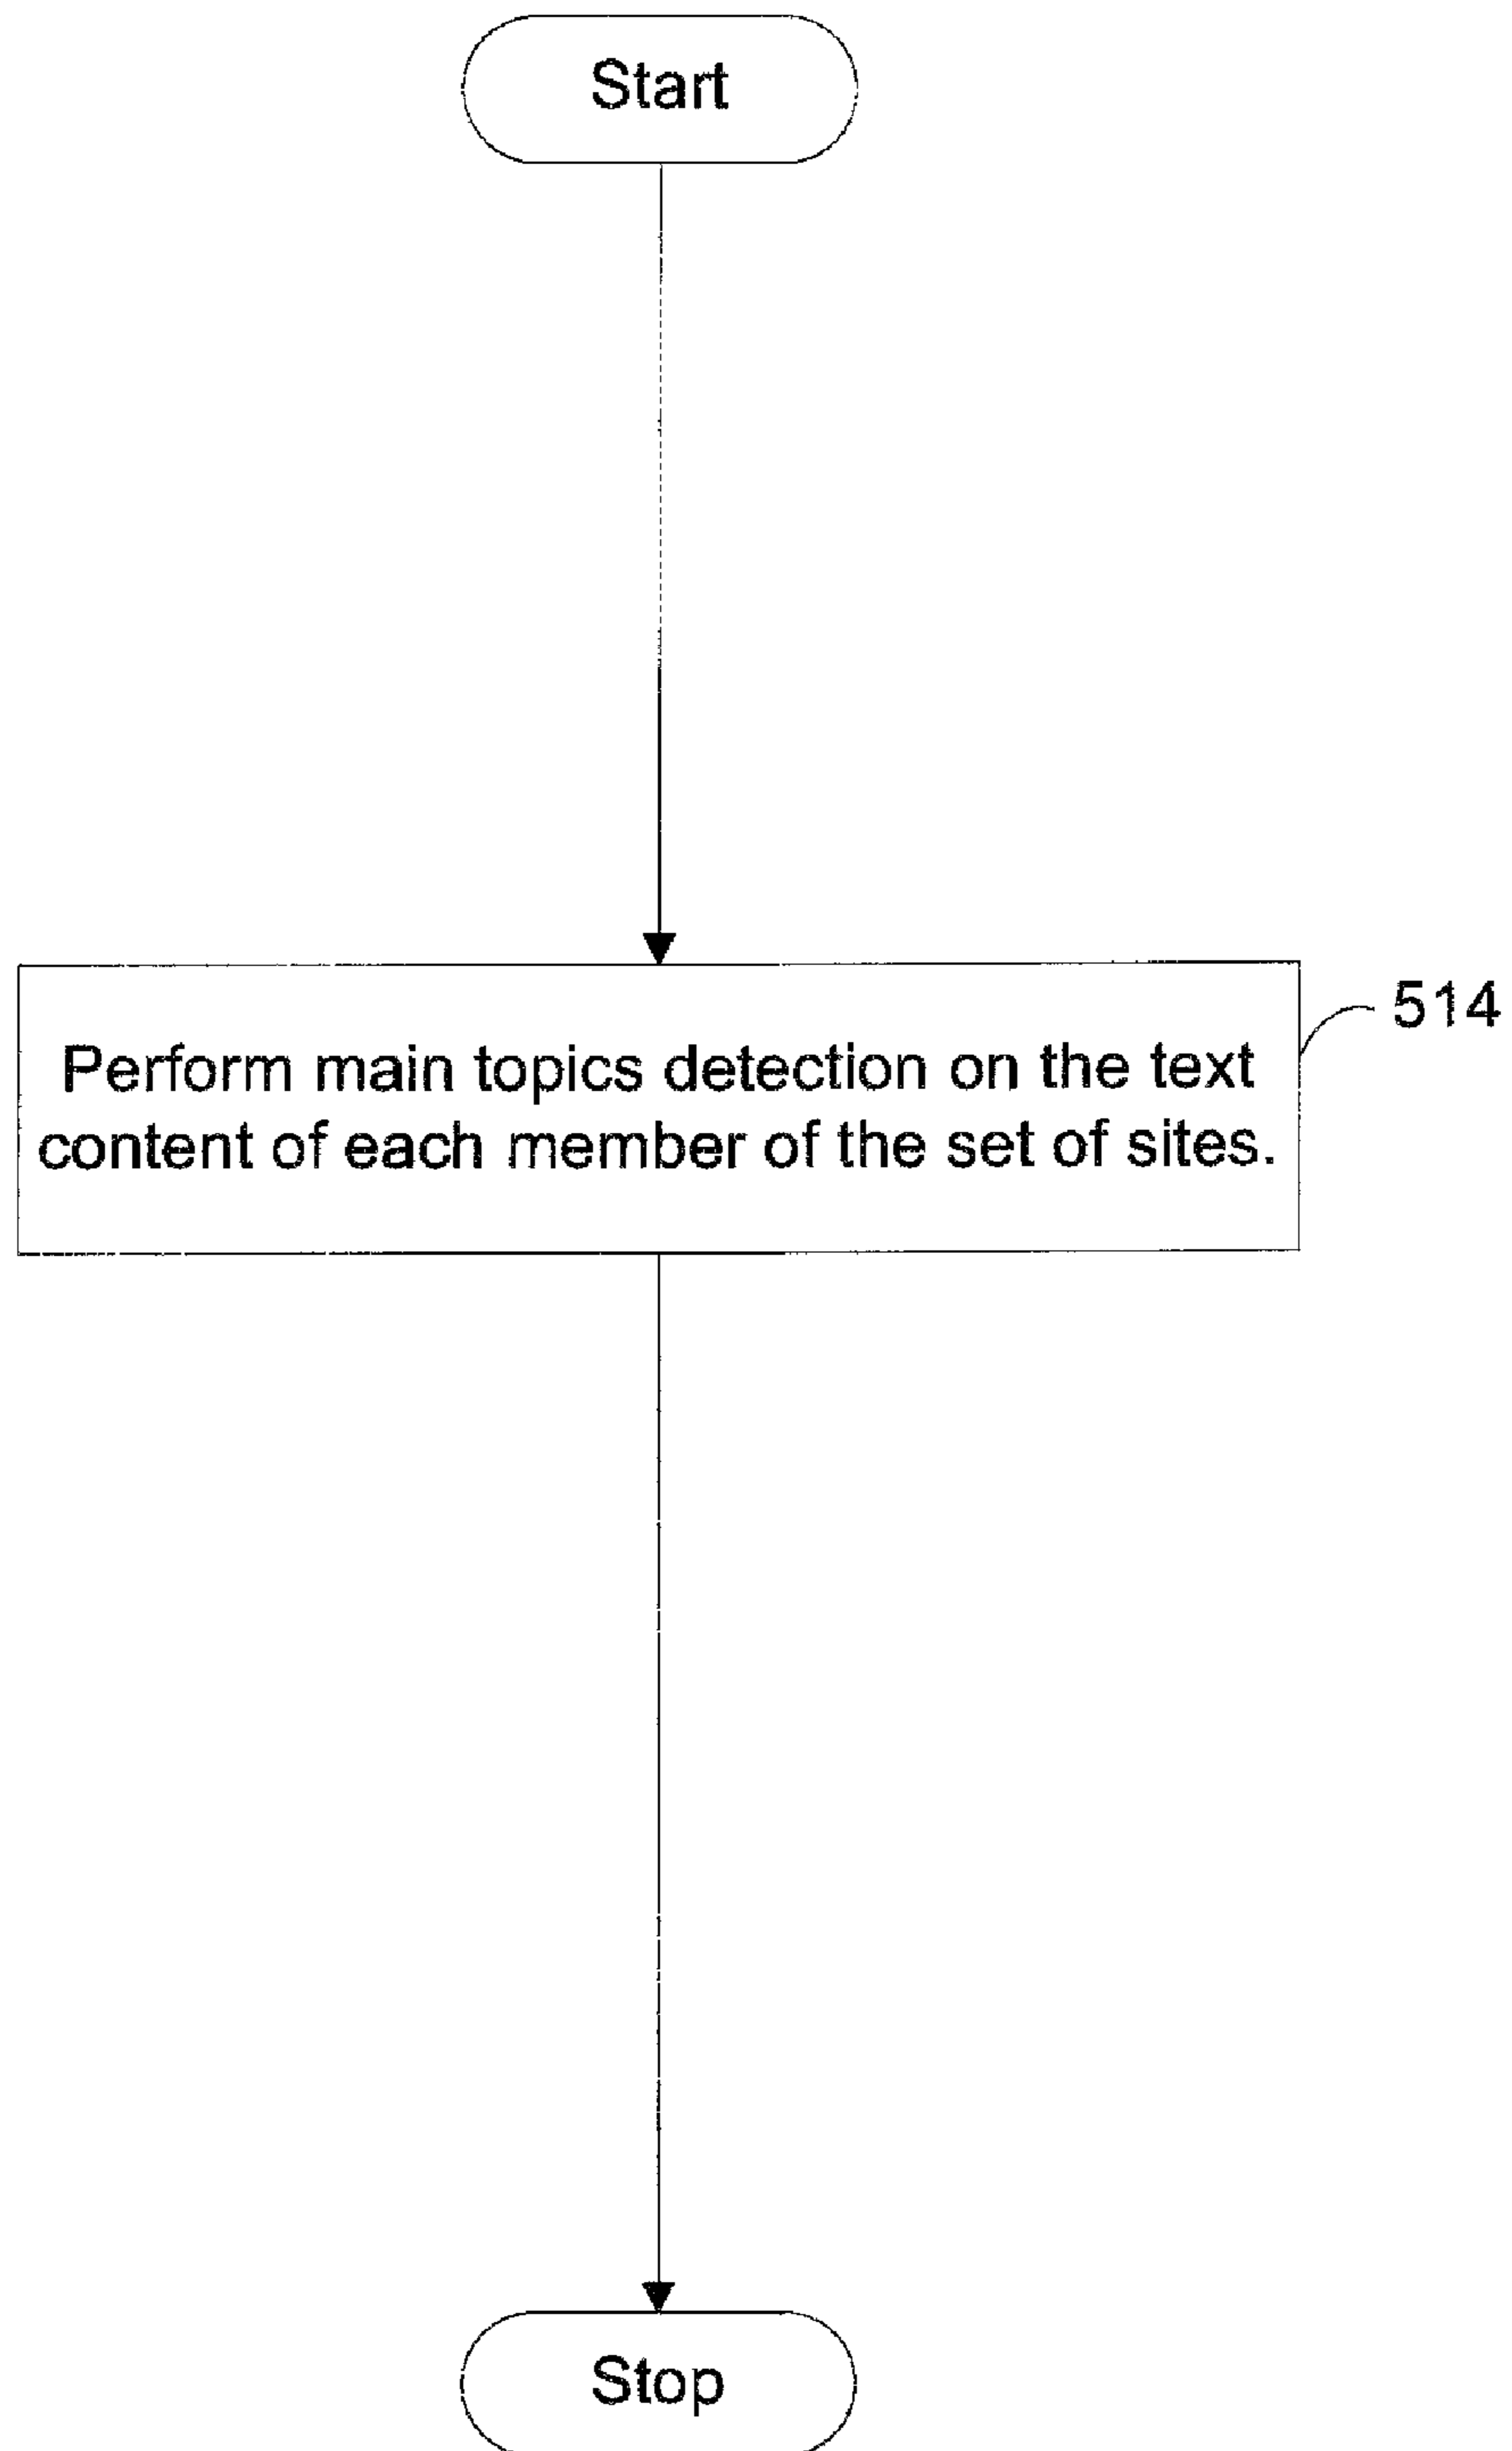 Start
514
Perform main topics detection on the text
content of each member of the set of sites.
Stop